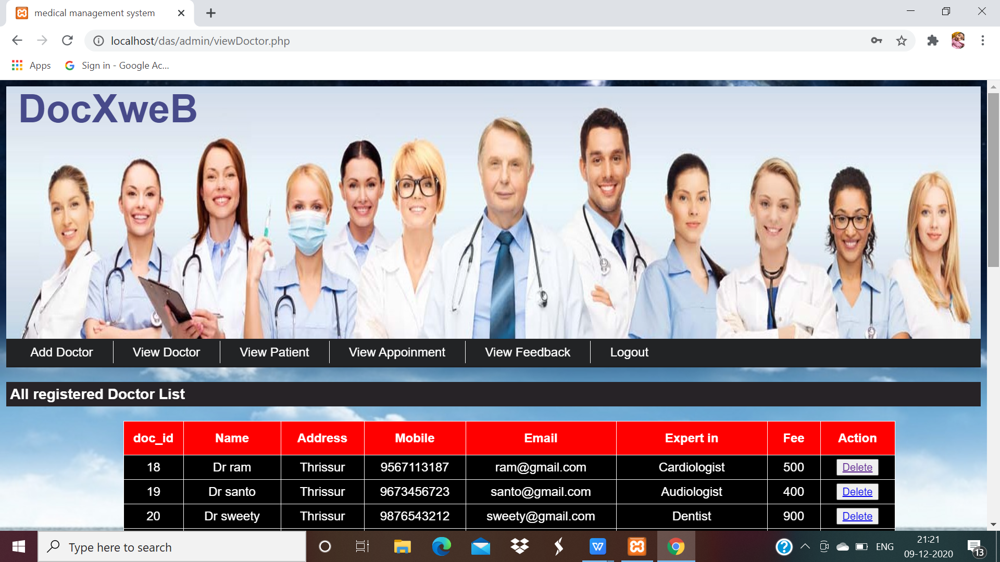 medical management system
localhost/das/admin/viewDoctor.php
Apps Sign in - Google Ac...
DocXweB
Add Doctor View Doctor View Patient View Appoinment View Feedback Logout
All registered Doctor List
doc_id Name Address Mobile Email Expert in Fee Action
18 Dr ram Thrissur 9567113187 ram@gmail.com Cardiologist 500 Delete
19 Dr santo Thrissur 9673456723 santo@gmail.com Audiologist 400 Delete
20 Dr sweety Thrissur 9876543212 sweety@gmail.com Dentist 900 Delete
Type here to search
ENG
21:21
09-12-2020
13